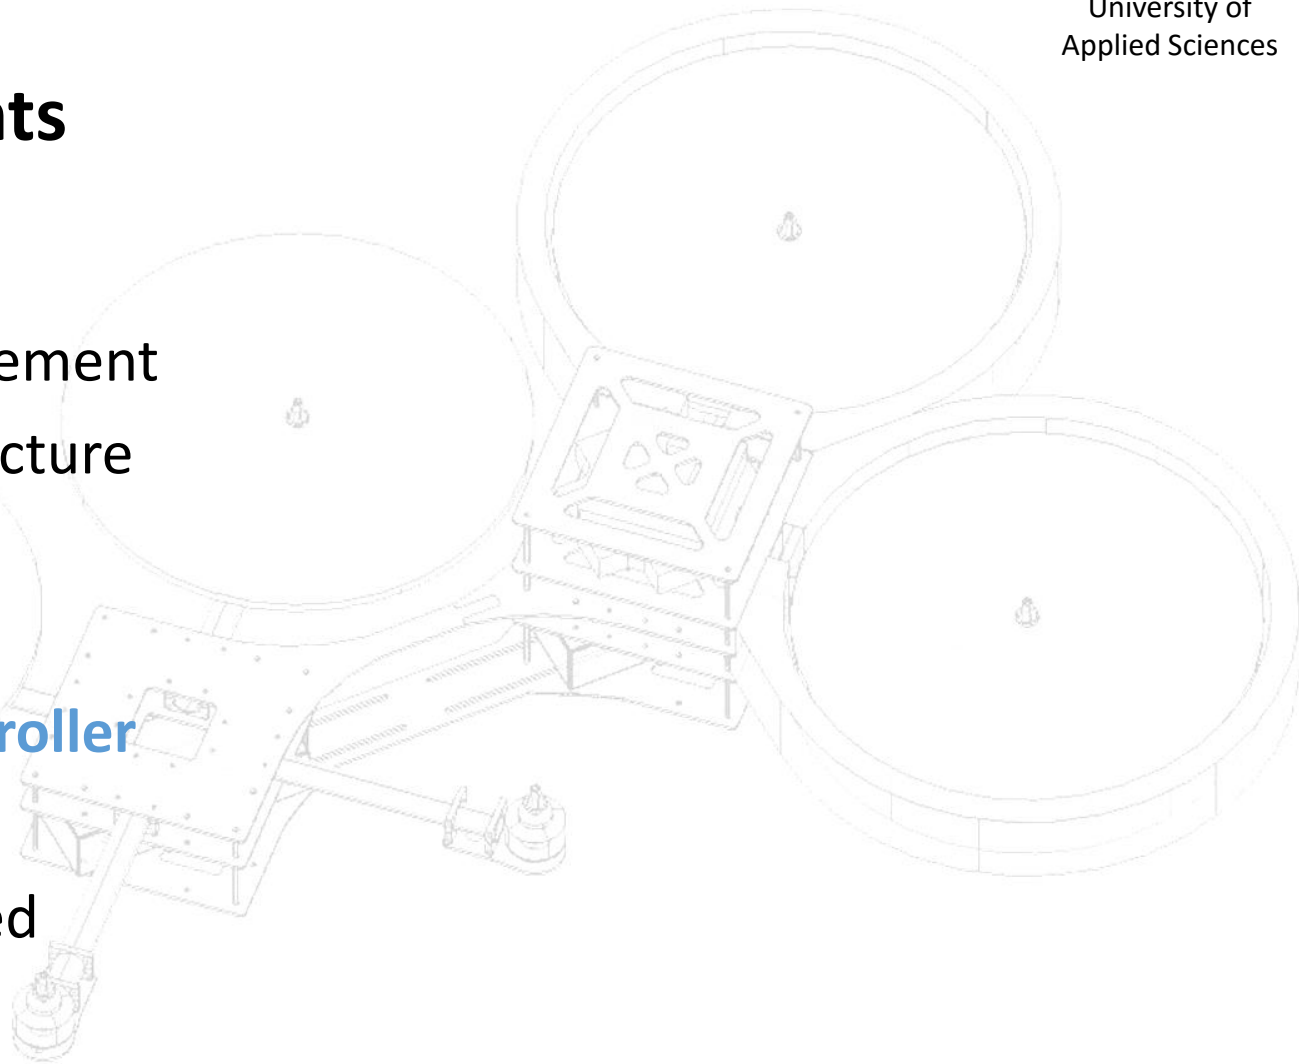 University of
Applied Sciences
nts
ement
cture
roller
ed